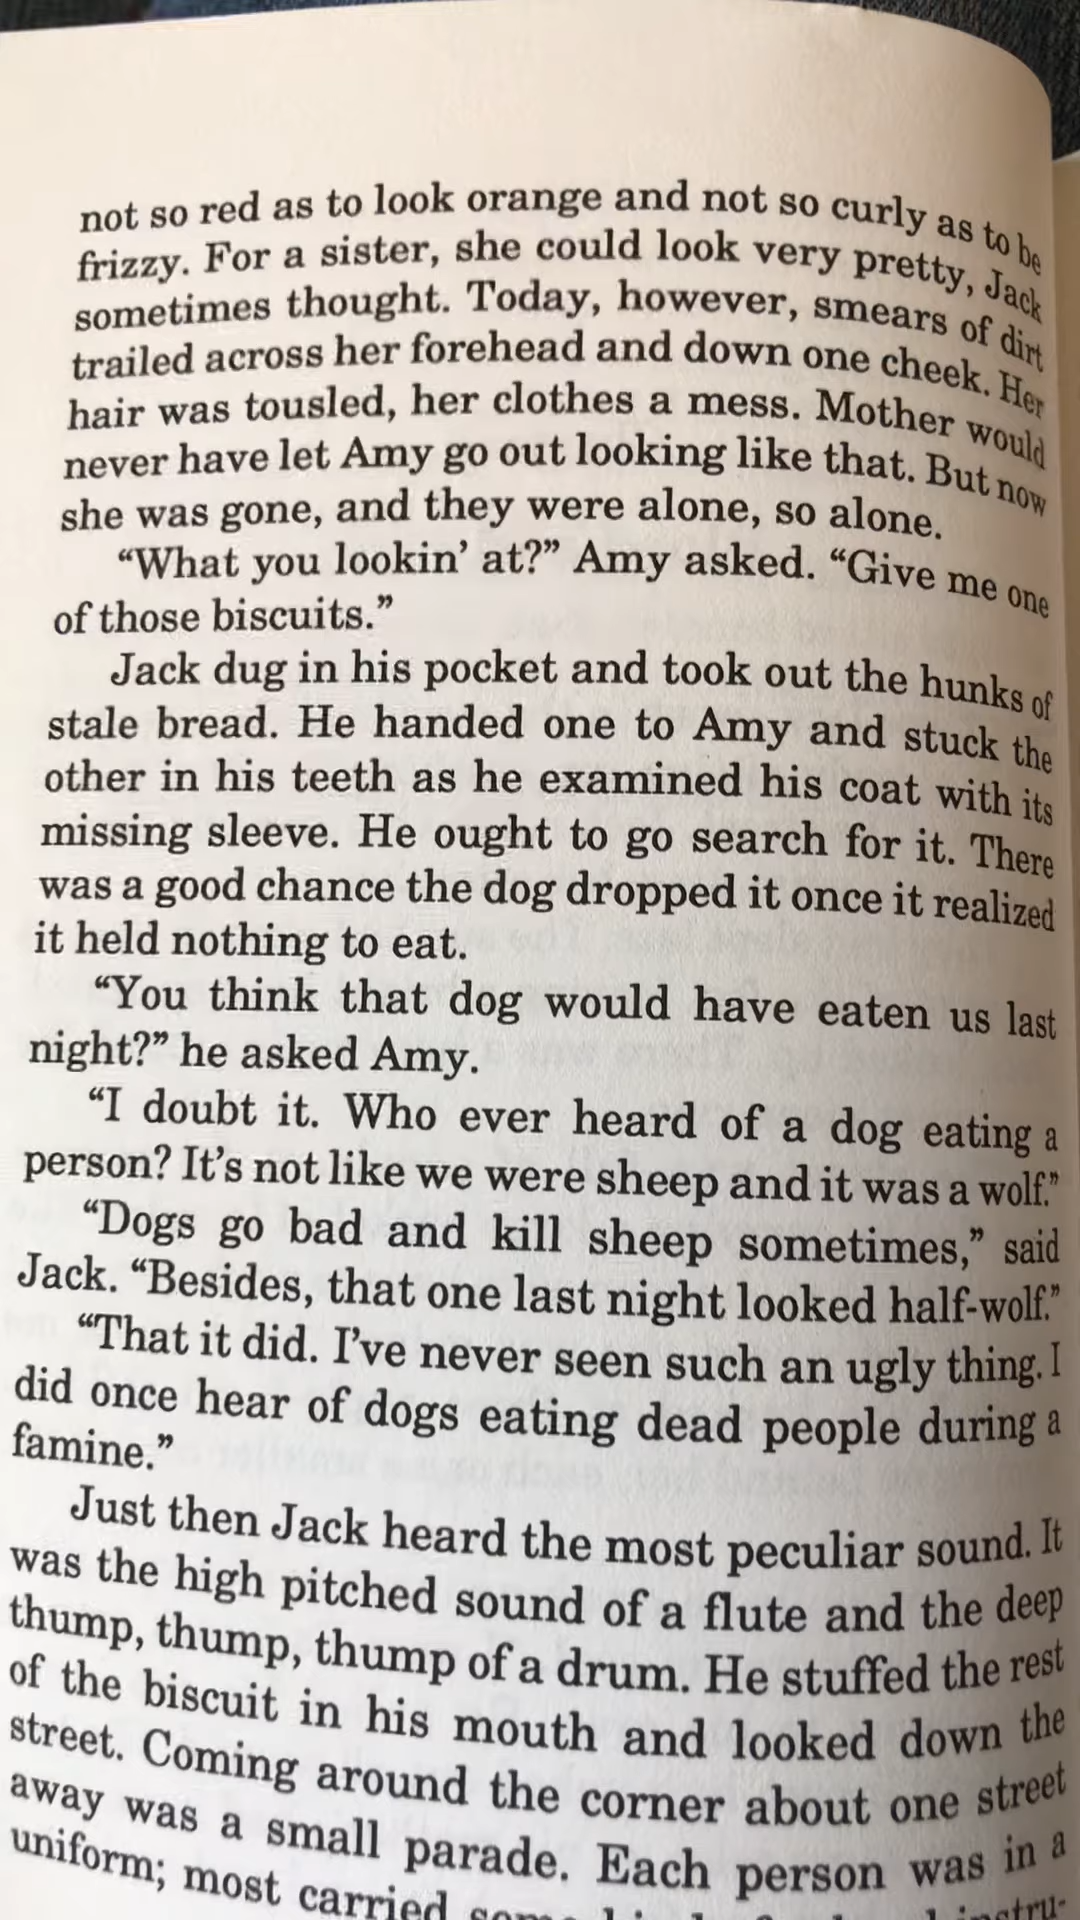 not so red as to look orange and not so curly as to be
frizzy. For a sister, she could look very pretty, Jack
sometimes thought. Today, however, smears of dirt
trailed across her forehead and down one cheek. Her
hair was tousled, her clothes a mess. Mother would
never have let Amy go out looking like that. But now
she was gone, and they were alone, so alone.
“What you lookin’ at?” Amy asked. “Give me one
of those biscuits.”
Jack dug in his pocket and took out the hunks of
stale bread. He handed one to Amy and stuck the
other in his teeth as he examined his coat with its
missing sleeve. He ought to go search for it. There
was a good chance the dog dropped it once it realized
it held nothing to eat.
“You think that dog would have eaten us last
night?” he asked Amy.
“I doubt it. Who ever heard of a dog eating a
person? It’s not like we were sheep and it was a wolf.”
“Dogs go bad and kill sheep sometimes,” said
Jack. “Besides, that one last night looked half-wolf.”
“That it did. I’ve never seen such an ugly thing. I
did once hear of dogs eating dead people during a
famine.”
Just then Jack heard the most peculiar sound. It
was the high pitched sound of a flute and the deep
thump, thump, thump of a drum. He stuffed the rest
of the biscuit in his mouth and looked down the
street. Coming around the corner about one street
away was a small parade. Each person was in a
uniform; most carried